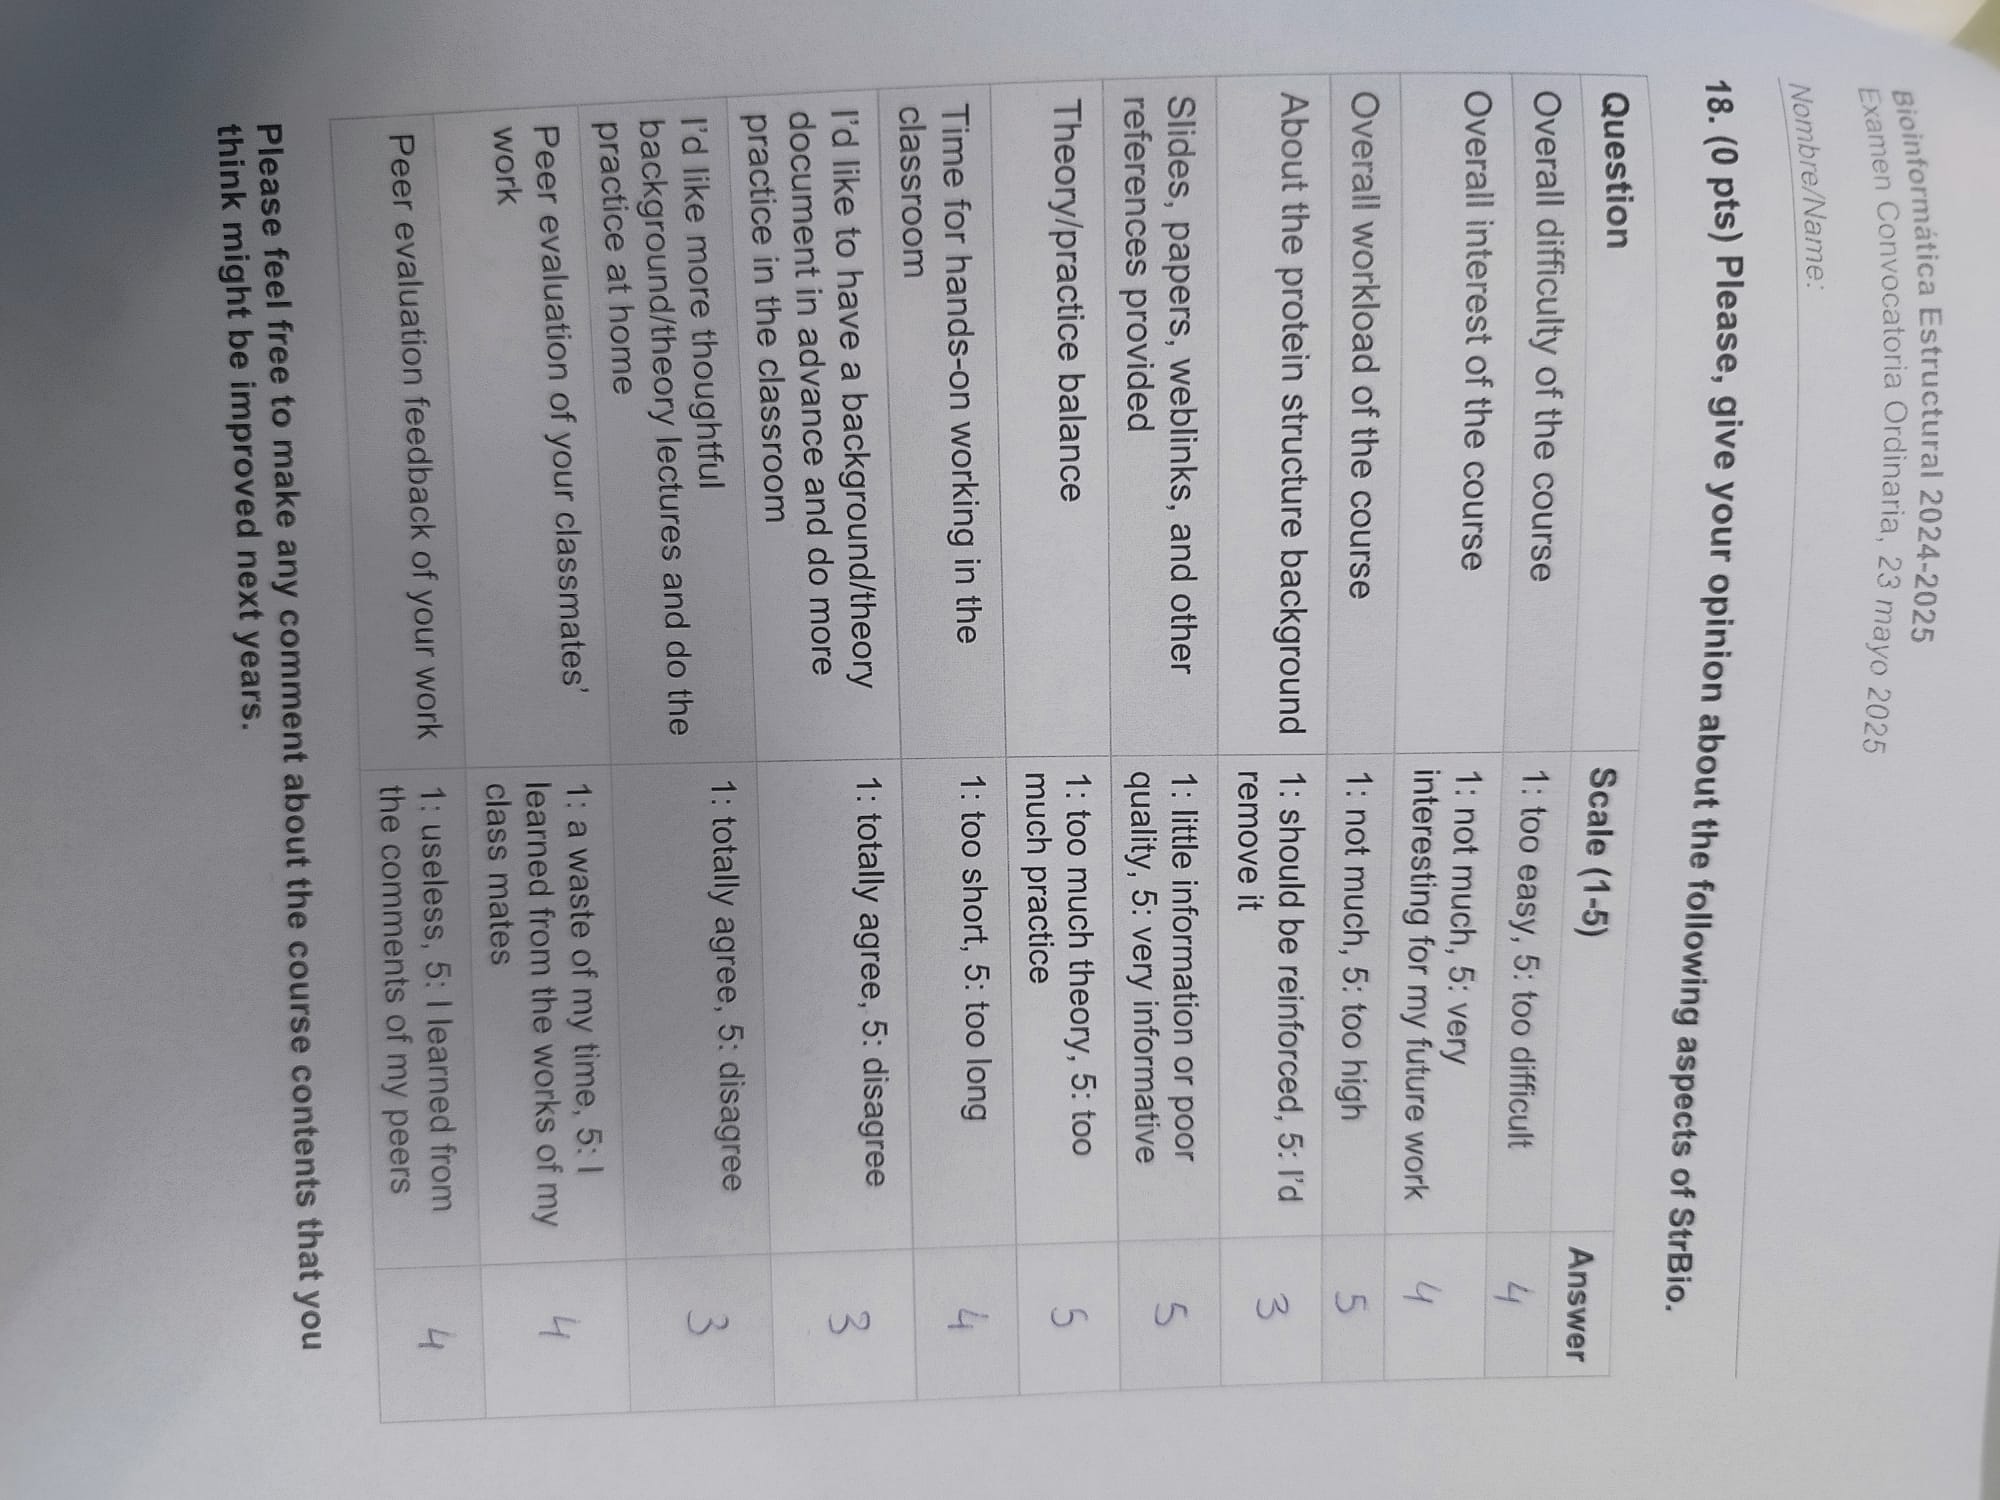 Bioinformática Estructural 2024-2025
Examen Convocatoria Ordinaria, 23 mayo 2025
Nombre/Name:
18. (0 pts) Please, give your opinion about the following aspects of StrBio.
Question Scale (1-5) Answer
Overall difficulty of the course 1: too easy, 5: too difficult 4
Overall interest of the course 1: not much, 5: very
interesting for my future work 4
Overall workload of the course 1: not much, 5: too high 5
About the protein structure background 1: should be reinforced, 5: I'd
remove it 3
Slides, papers, weblinks, and other
references provided
1: little information or poor
quality, 5: very informative 5
Theory/practice balance 1: too much theory, 5: too
much practice 5
Time for hands-on working in the
classroom
1: too short, 5: too long 4
I'd like to have a background/theory
document in advance and do more
practice in the classroom
1: totally agree, 5: disagree 3
I'd like more thoughtful
background/theory lectures and do the
practice at home
1: totally agree, 5: disagree 3
Peer evaluation of your classmates'
work
1: a waste of my time, 5: I
learned from the works of my
class mates 4
Peer evaluation feedback of your work 1: useless, 5: I learned from
the comments of my peers 4
Please feel free to make any comment about the course contents that you
think might be improved next years.